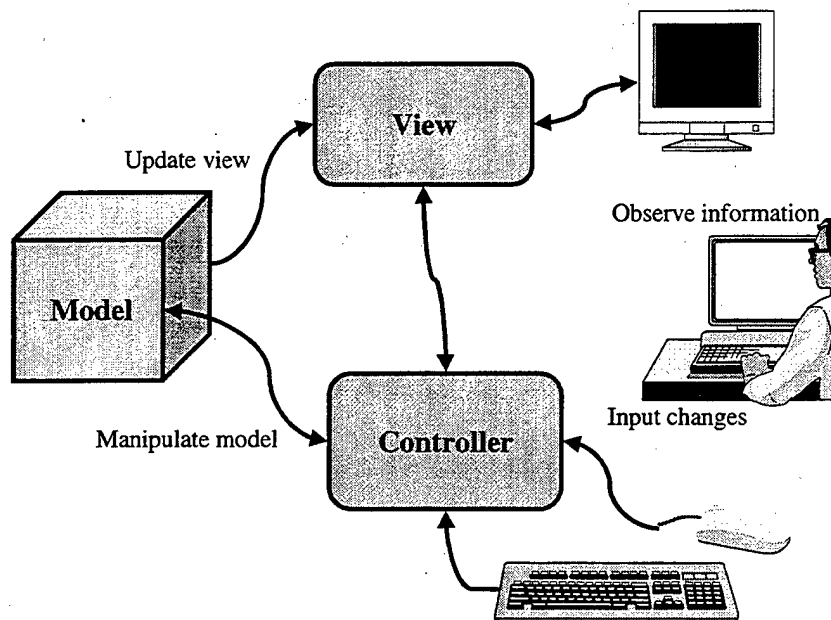 View
Update view
Observe information
Model
Input changes
Manipulate model
Controller